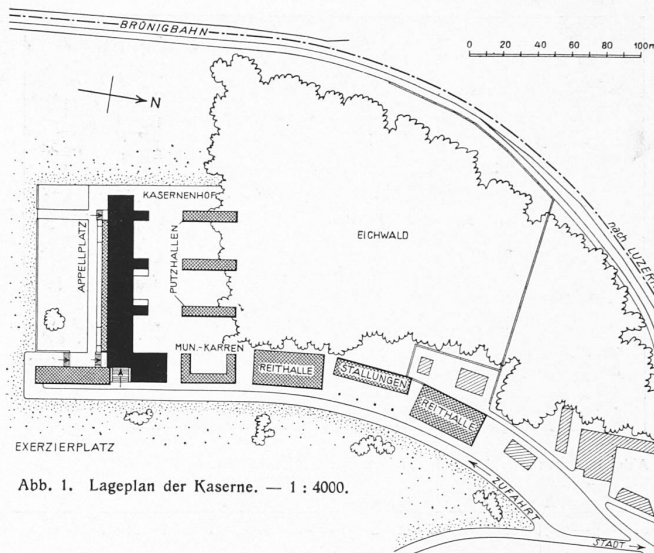 BRÜNIGBAHN
0 20 40 60 80 100m
N
nach LUZERN
KASERNENHOF
APPELLPLATZ
PUTZHALLEN
EICHWALD
MUN.-KARREN
REITHALLE
STALLUNGEN
REITHALLE
EXERZIERPLATZ
ZUFAHRT
STADT
Abb. 1. Lageplan der Kaserne. — 1 : 4000.